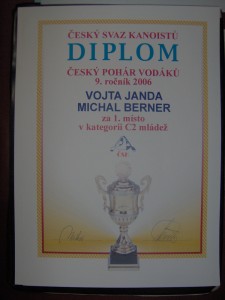 ČESKÝ SVAZ KANOISTŮ
DIPLOM
ČESKÝ POHÁR VODÁKŮ
9. ročník 2006
VOJTA JANDA
MICHAL BERNER
za 1. místo
v kategorii C2 mládež